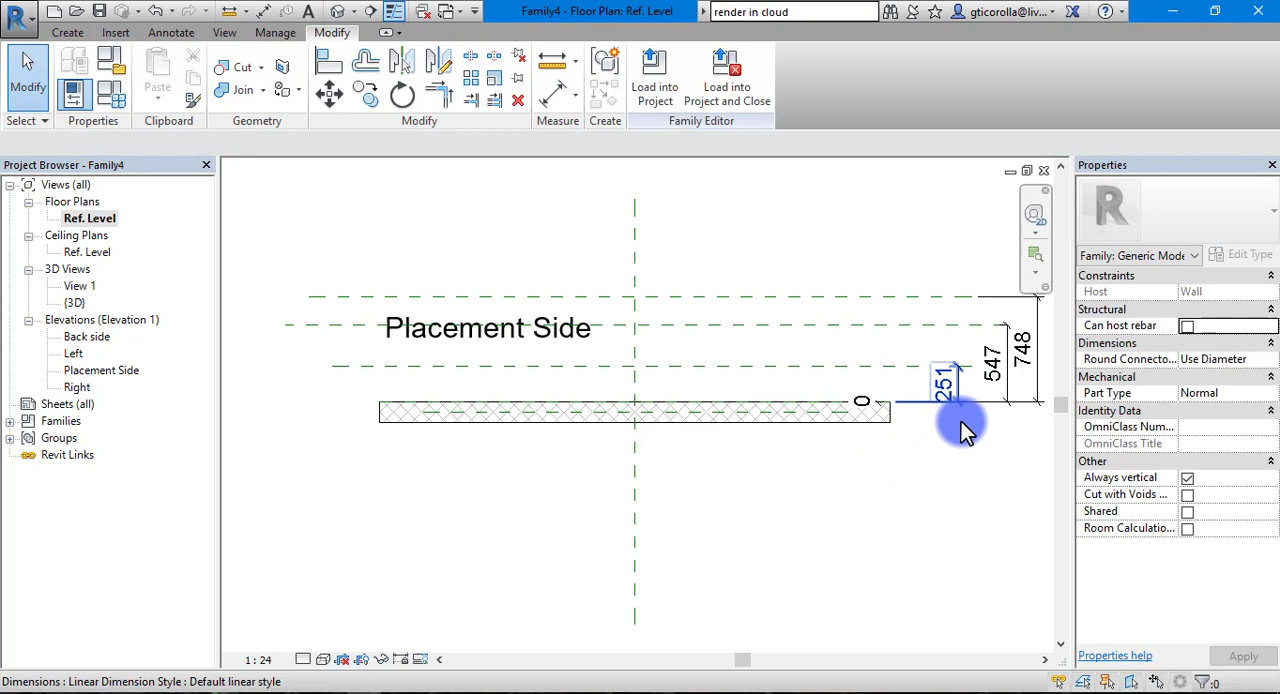 Family4 - Floor Plan: Ref. Level
render in cloud
gticorolla@liv...
Create Insert Annotate View Manage Modify
Modify
Paste
Cut
Join
Load into
Project
Load into
Project and Close
Select
Properties
Clipboard
Geometry
Modify
Measure
Create
Family Editor
Project Browser - Family4
Views (all)
Floor Plans
Ref. Level
Ceiling Plans
Ref. Level
3D Views
View 1
{3D}
Elevations (Elevation 1)
Back side
Left
Placement Side
Right
Sheets (all)
Families
Groups
Revit Links
Placement Side
0
251
547
748
2D
1 : 24
Properties
R
Family: Generic Mode
Edit Type
Constraints
Host Wall
Structural
Can host rebar
Dimensions
Round Connecto... Use Diameter
Mechanical
Part Type Normal
Identity Data
OmniClass Num...
OmniClass Title
Other
Always vertical
Cut with Voids ...
Shared
Room Calculatio...
Properties help
Apply
Dimensions : Linear Dimension Style : Default linear style
:0